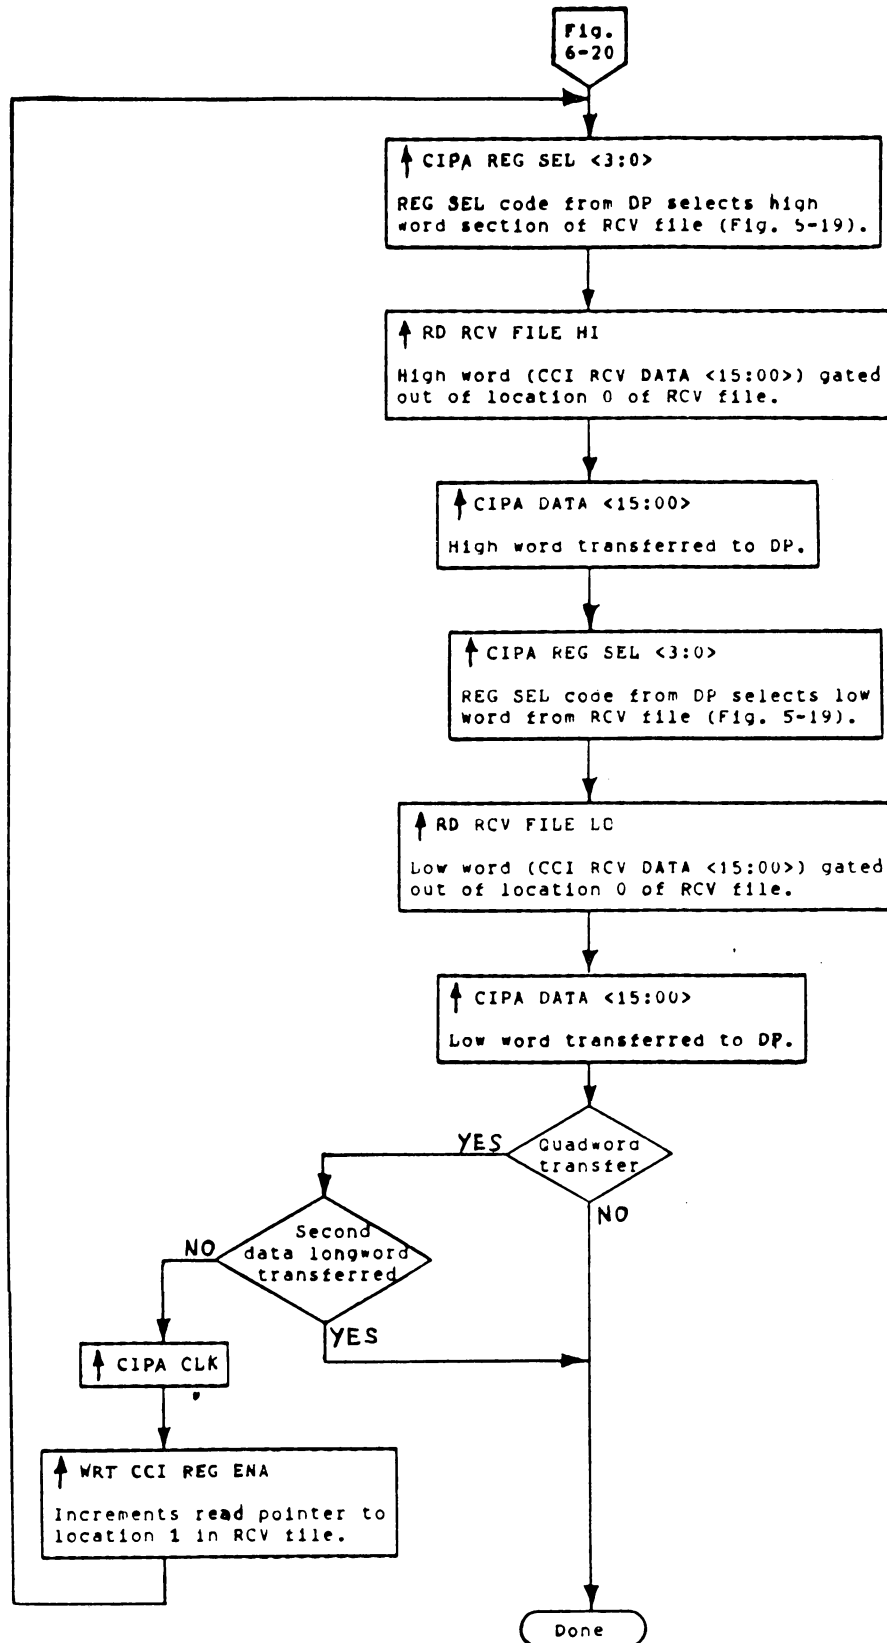 Fig.
6-20
CIPA REG SEL <3:0>
REG SEL code from DP selects high
word section of RCV file (Fig. 5-19).
RD RCV FILE HI
High word (CCI RCV DATA <15:00>) gated
out of location 0 of RCV file.
CIPA DATA <15:00>
High word transferred to DP.
CIPA REG SEL <3:0>
REG SEL code from DP selects low
word from RCV file (Fig. 5-19).
RD RCV FILE LO
Low word (CCI RCV DATA <15:00>) gated
out of location 0 of RCV file.
CIPA DATA <15:00>
Low word transferred to DP.
Quadword
transfer
YES
NO
Second
data longword
transferred
NO
YES
CIPA CLK
WRT CCI REG ENA
Increments read pointer to
location 1 in RCV file.
Done